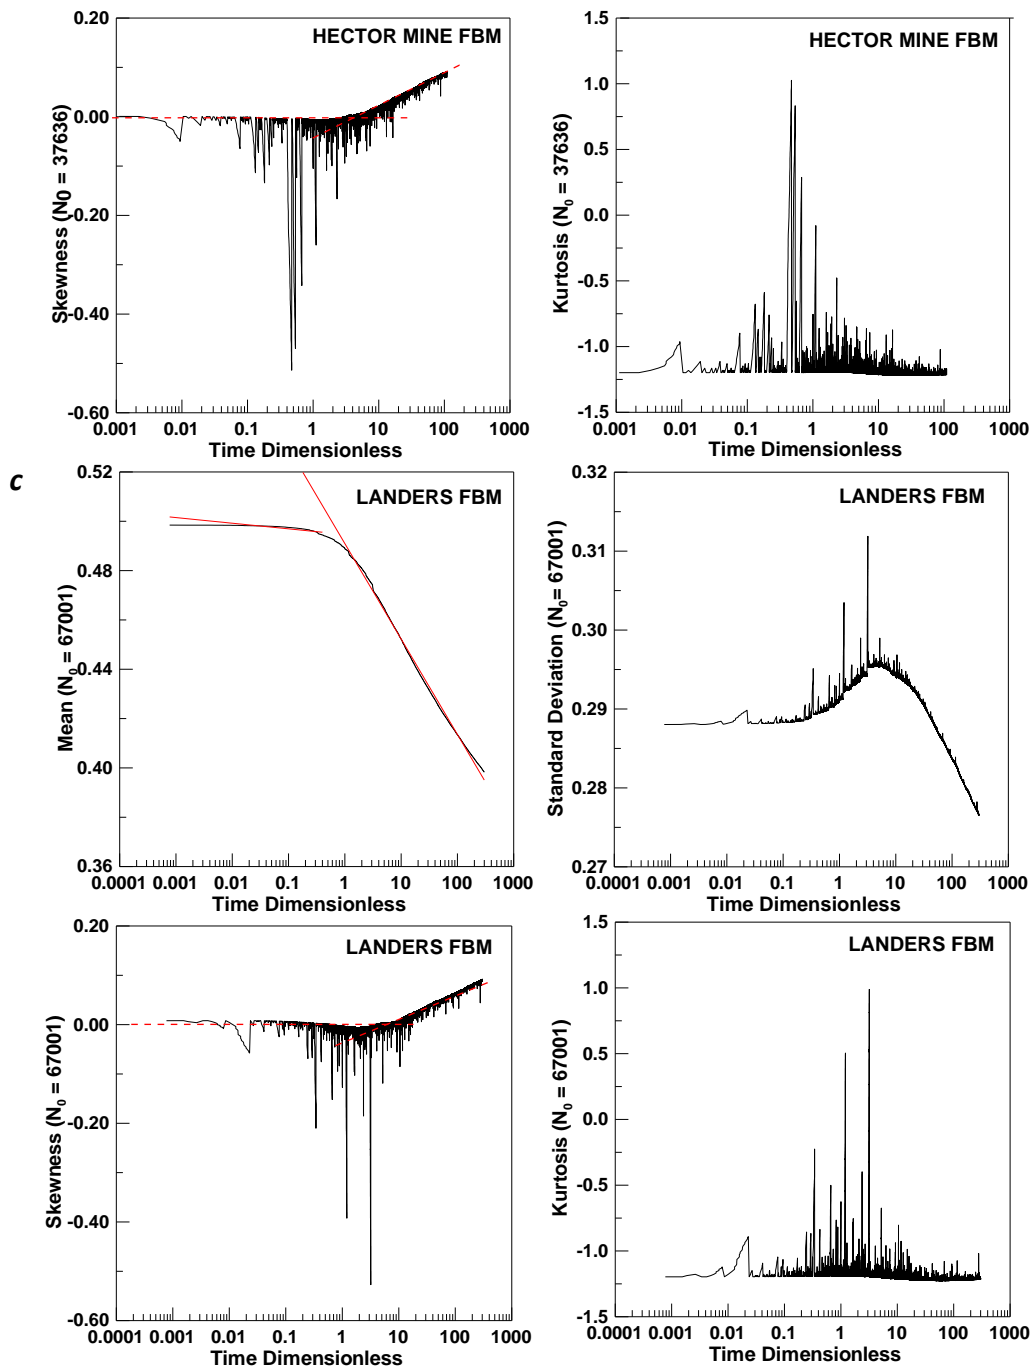 HECTOR MINE FBM
Skewness (N0 = 37636)
0.20
0.00
-0.20
-0.40
-0.60
0.001 0.01 0.1 1 10 100 1000
Time Dimensionless
HECTOR MINE FBM
Kurtosis (N₀ = 37636)
1.5
1.0
0.5
0.0
-0.5
-1.0
-1.5
0.001 0.01 0.1 1 10 100 1000
Time Dimensionless
c
LANDERS FBM
Mean (N₀ = 67001)
0.52
0.48
0.44
0.40
0.36
0.0001 0.001 0.01 0.1 1 10 100 1000
Time Dimensionless
LANDERS FBM
Standard Deviation (N₀= 67001)
0.32
0.31
0.30
0.29
0.28
0.27
0.0001 0.001 0.01 0.1 1 10 100 1000
Time Dimensionless
LANDERS FBM
Skewness (N₀ = 67001)
0.20
0.00
-0.20
-0.40
-0.60
0.0001 0.001 0.01 0.1 1 10 100 1000
Time Dimensionless
LANDERS FBM
Kurtosis (N₀ = 67001)
1.5
1.0
0.5
0.0
-0.5
-1.0
-1.5
0.0001 0.001 0.01 0.1 1 10 100 1000
Time Dimensionless